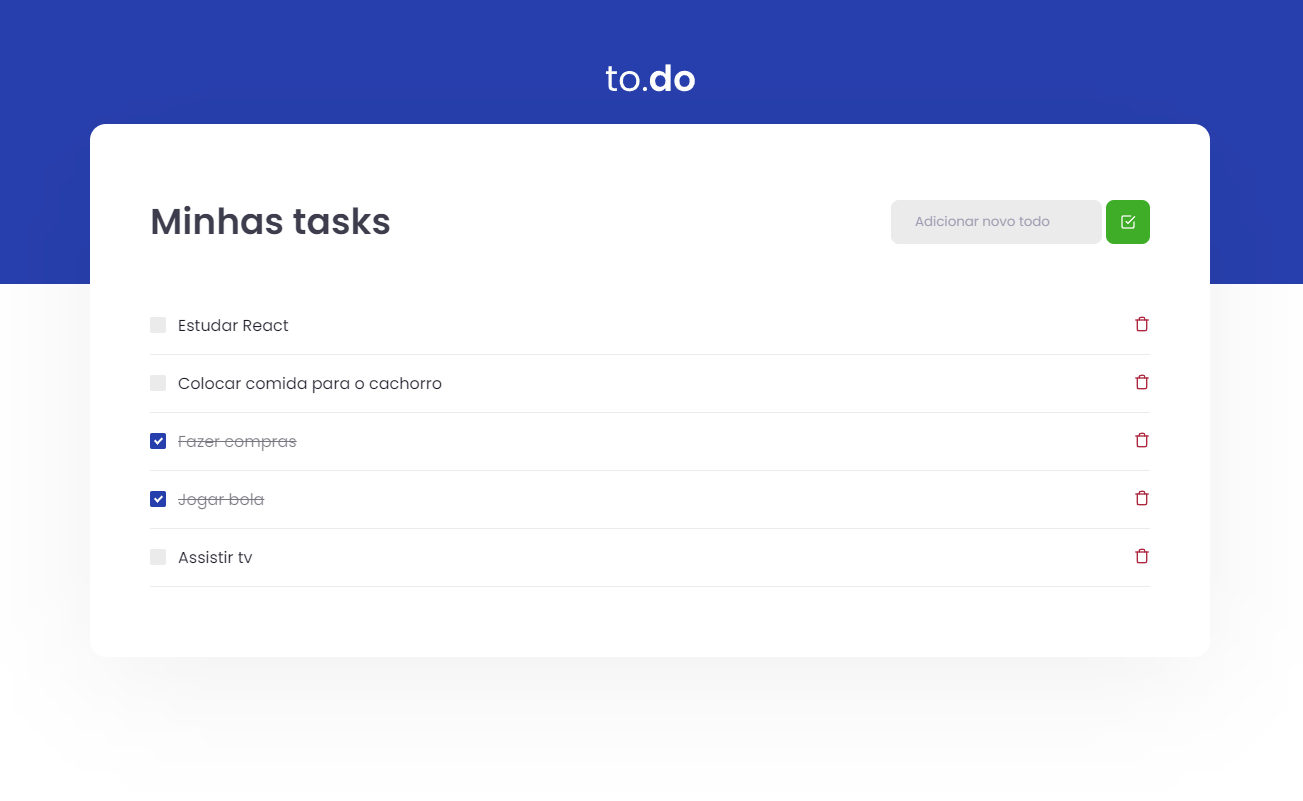 to.do
Minhas tasks
Adicionar novo todo
Estudar React
Colocar comida para o cachorro
Fazer compras
Jogar bola
Assistir tv